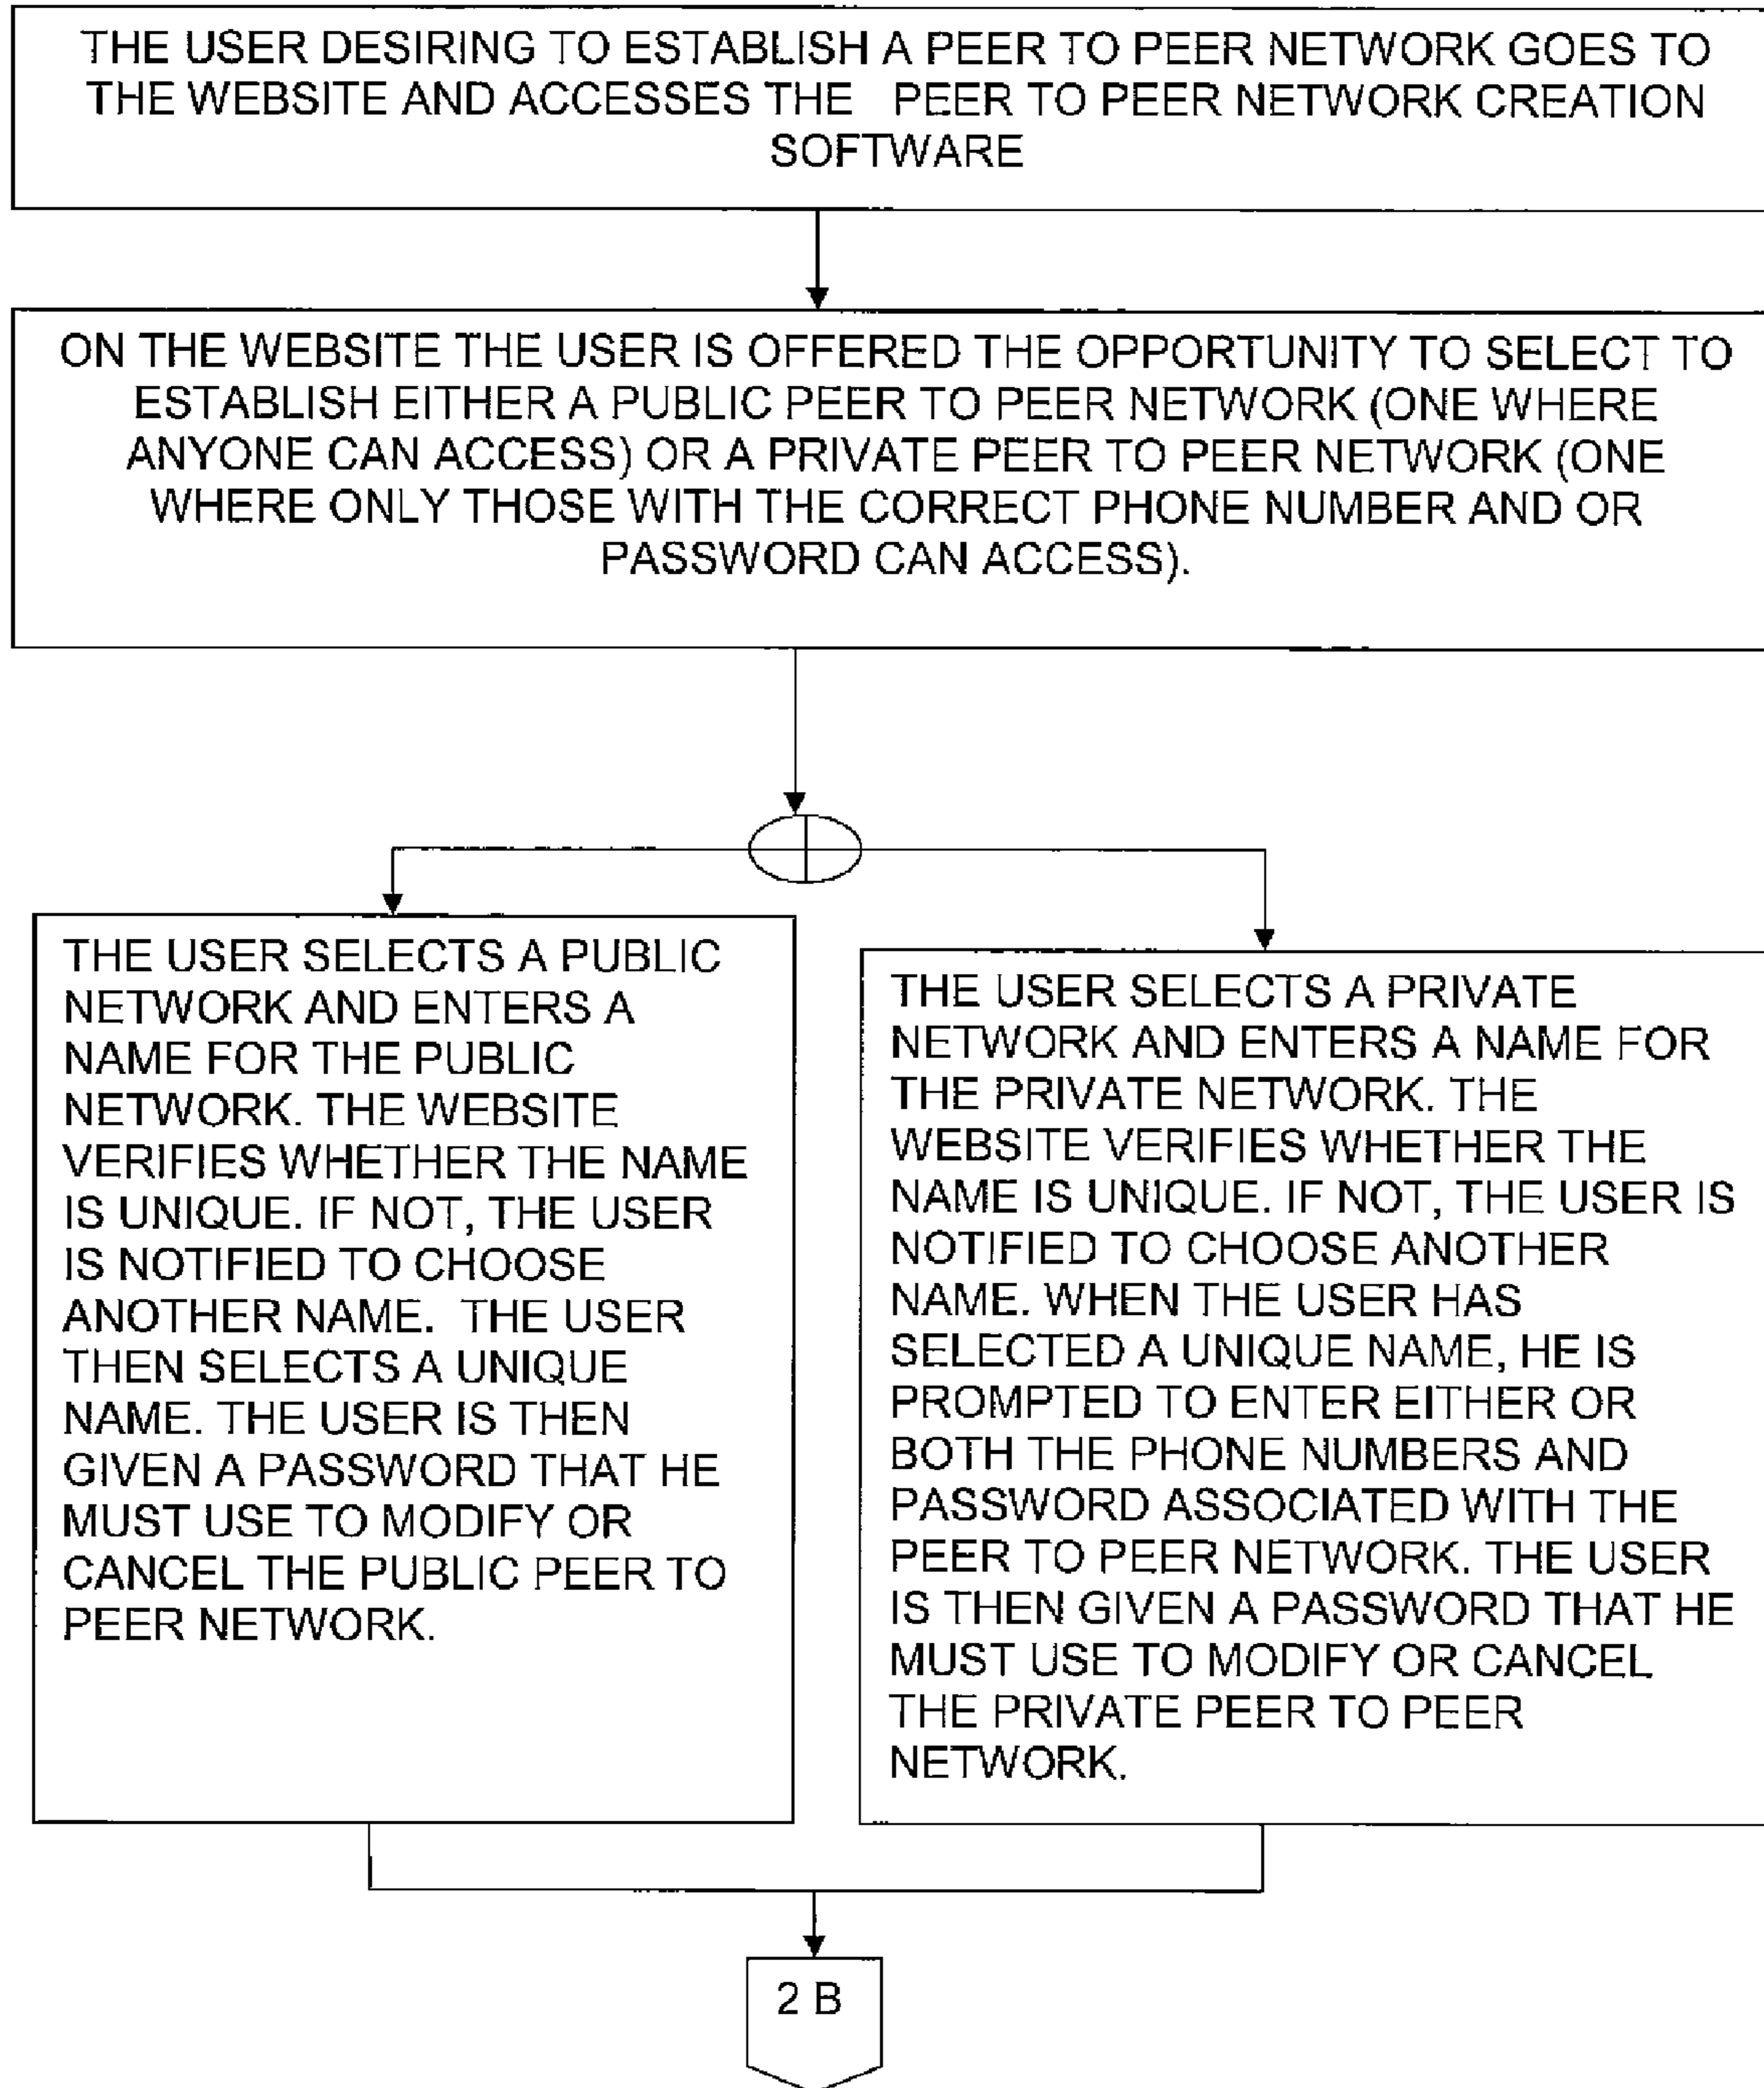 THE USER DESIRING TO ESTABLISH A PEER TO PEER NETWORK GOES TO
THE WEBSITE AND ACCESSES THE PEER TO PEER NETWORK CREATION
SOFTWARE
ON THE WEBSITE THE USER IS OFFERED THE OPPORTUNITY TO SELECT TO
ESTABLISH EITHER A PUBLIC PEER TO PEER NETWORK (ONE WHERE
ANYONE CAN ACCESS) OR A PRIVATE PEER TO PEER NETWORK (ONE
WHERE ONLY THOSE WITH THE CORRECT PHONE NUMBER AND OR
PASSWORD CAN ACCESS).
THE USER SELECTS A PUBLIC
NETWORK AND ENTERS A
NAME FOR THE PUBLIC
NETWORK. THE WEBSITE
VERIFIES WHETHER THE NAME
IS UNIQUE. IF NOT, THE USER
IS NOTIFIED TO CHOOSE
ANOTHER NAME. THE USER
THEN SELECTS A UNIQUE
NAME. THE USER IS THEN
GIVEN A PASSWORD THAT HE
MUST USE TO MODIFY OR
CANCEL THE PUBLIC PEER TO
PEER NETWORK.
THE USER SELECTS A PRIVATE
NETWORK AND ENTERS A NAME FOR
THE PRIVATE NETWORK. THE
WEBSITE VERIFIES WHETHER THE
NAME IS UNIQUE. IF NOT, THE USER IS
NOTIFIED TO CHOOSE ANOTHER
NAME. WHEN THE USER HAS
SELECTED A UNIQUE NAME, HE IS
PROMPTED TO ENTER EITHER OR
BOTH THE PHONE NUMBERS AND
PASSWORD ASSOCIATED WITH THE
PEER TO PEER NETWORK. THE USER
IS THEN GIVEN A PASSWORD THAT HE
MUST USE TO MODIFY OR CANCEL
THE PRIVATE PEER TO PEER
NETWORK.
2 B